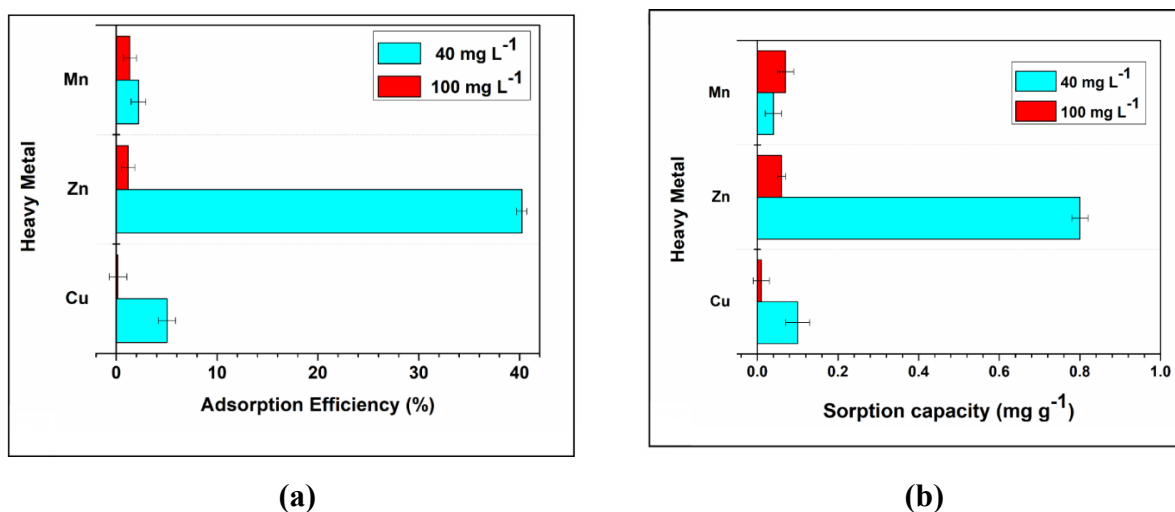 40 mg L⁻¹
100 mg L⁻¹
Mn
Zn
Cu
Heavy Metal
0 10 20 30 40
Adsorption Efficiency (%)
(a)
40 mg L⁻¹
100 mg L⁻¹
Mn
Zn
Cu
Heavy Metal
0.0 0.2 0.4 0.6 0.8 1.0
Sorption capacity (mg g⁻¹)
(b)